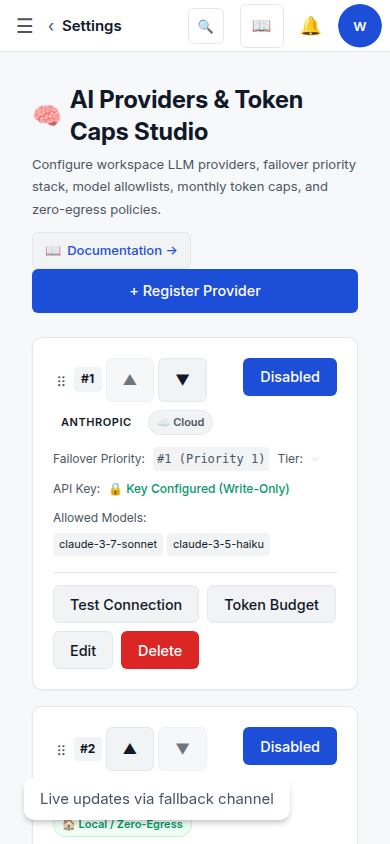 ☰ ‹ Settings 🔍 📖 🔔 W
🧠 AI Providers & Token
Caps Studio
Configure workspace LLM providers, failover priority
stack, model allowlists, monthly token caps, and
zero-egress policies.
📖 Documentation →
+ Register Provider
⠿ #1 ▲ ▼ Disabled
ANTHROPIC ☁️ Cloud
Failover Priority: #1 (Priority 1) Tier:
API Key: 🔒 Key Configured (Write-Only)
Allowed Models:
claude-3-7-sonnet claude-3-5-haiku
Test Connection Token Budget
Edit Delete
⠿ #2 ▲ ▼ Disabled
Live updates via fallback channel
🏠 Local / Zero-Egress